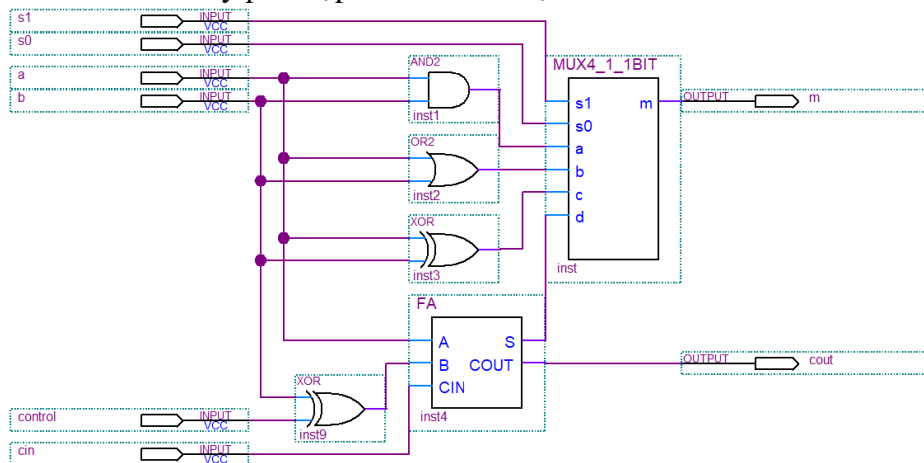 s1 INPUT VCC
s0 INPUT VCC
a INPUT VCC
b INPUT VCC
AND2
inst1
OR2
inst2
XOR
inst3
MUX4_1_1BIT
s1 m
s0
a
b
c
d
inst
OUTPUT m
FA
A S
B COUT
CIN
inst4
OUTPUT cout
XOR
inst9
control INPUT VCC
cin INPUT VCC